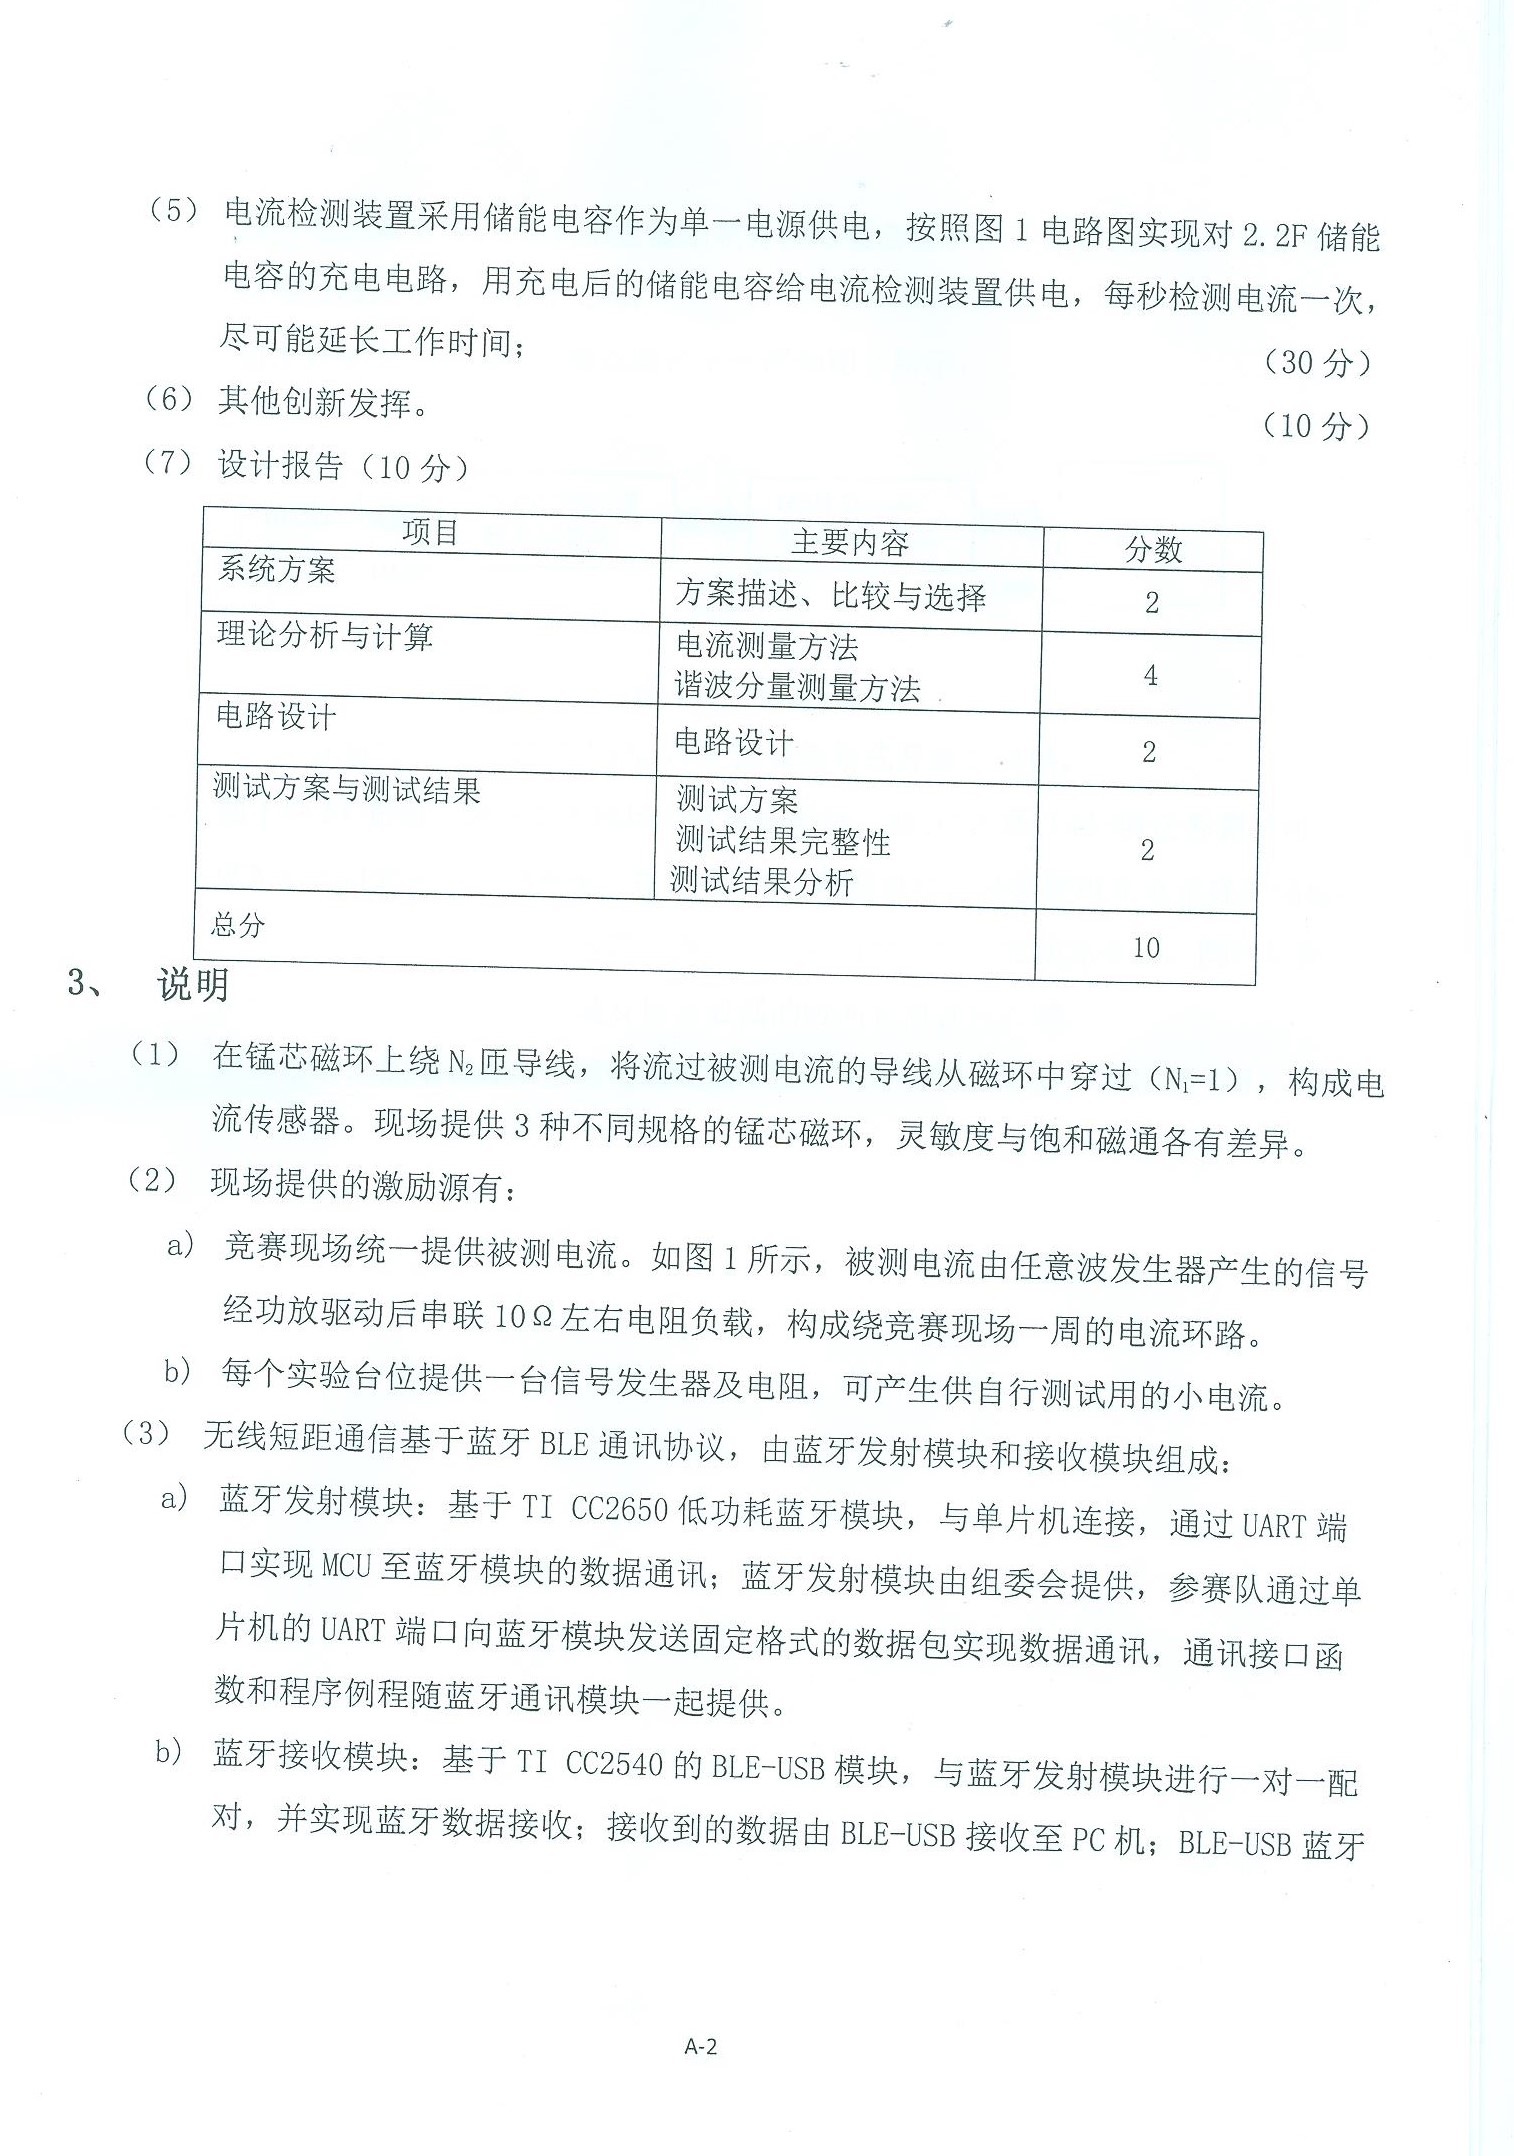 （5） 电流检测装置采用储能电容作为单一电源供电，按照图 1 电路图实现对 2.2F 储能
电容的充电电路，用充电后的储能电容给电流检测装置供电，每秒检测电流一次，
尽可能延长工作时间；（30 分）
（6） 其他创新发挥。（10 分）
（7） 设计报告（10 分）
项目 主要内容 分数
系统方案 方案描述、比较与选择 2
理论分析与计算 电流测量方法 4
谐波分量测量方法
电路设计 电路设计 2
测试方案与测试结果 测试方案 2
测试结果完整性
测试结果分析
总分 10
3、 说明
（1） 在锰芯磁环上绕 N₂匝导线，将流过被测电流的导线从磁环中穿过（N₁=1），构成电
流传感器。现场提供 3 种不同规格的锰芯磁环，灵敏度与饱和磁通各有差异。
（2） 现场提供的激励源有：
a) 竞赛现场统一提供被测电流。如图 1 所示，被测电流由任意波发生器产生的信号
经功放驱动后串联 10Ω左右电阻负载，构成绕竞赛现场一周的电流环路。
b) 每个实验台位提供一台信号发生器及电阻，可产生供自行测试用的小电流。
（3） 无线短距通信基于蓝牙 BLE 通讯协议，由蓝牙发射模块和接收模块组成：
a) 蓝牙发射模块：基于 TI CC2650 低功耗蓝牙模块，与单片机连接，通过 UART 端
口实现 MCU 至蓝牙模块的数据通讯；蓝牙发射模块由组委会提供，参赛队通过单
片机的 UART 端口向蓝牙模块发送固定格式的数据包实现数据通讯，通讯接口函
数和程序例程随蓝牙通讯模块一起提供。
b) 蓝牙接收模块：基于 TI CC2540 的 BLE-USB 模块，与蓝牙发射模块进行一对一配
对，并实现蓝牙数据接收；接收到的数据由 BLE-USB 接收至 PC 机；BLE-USB 蓝牙
A-2